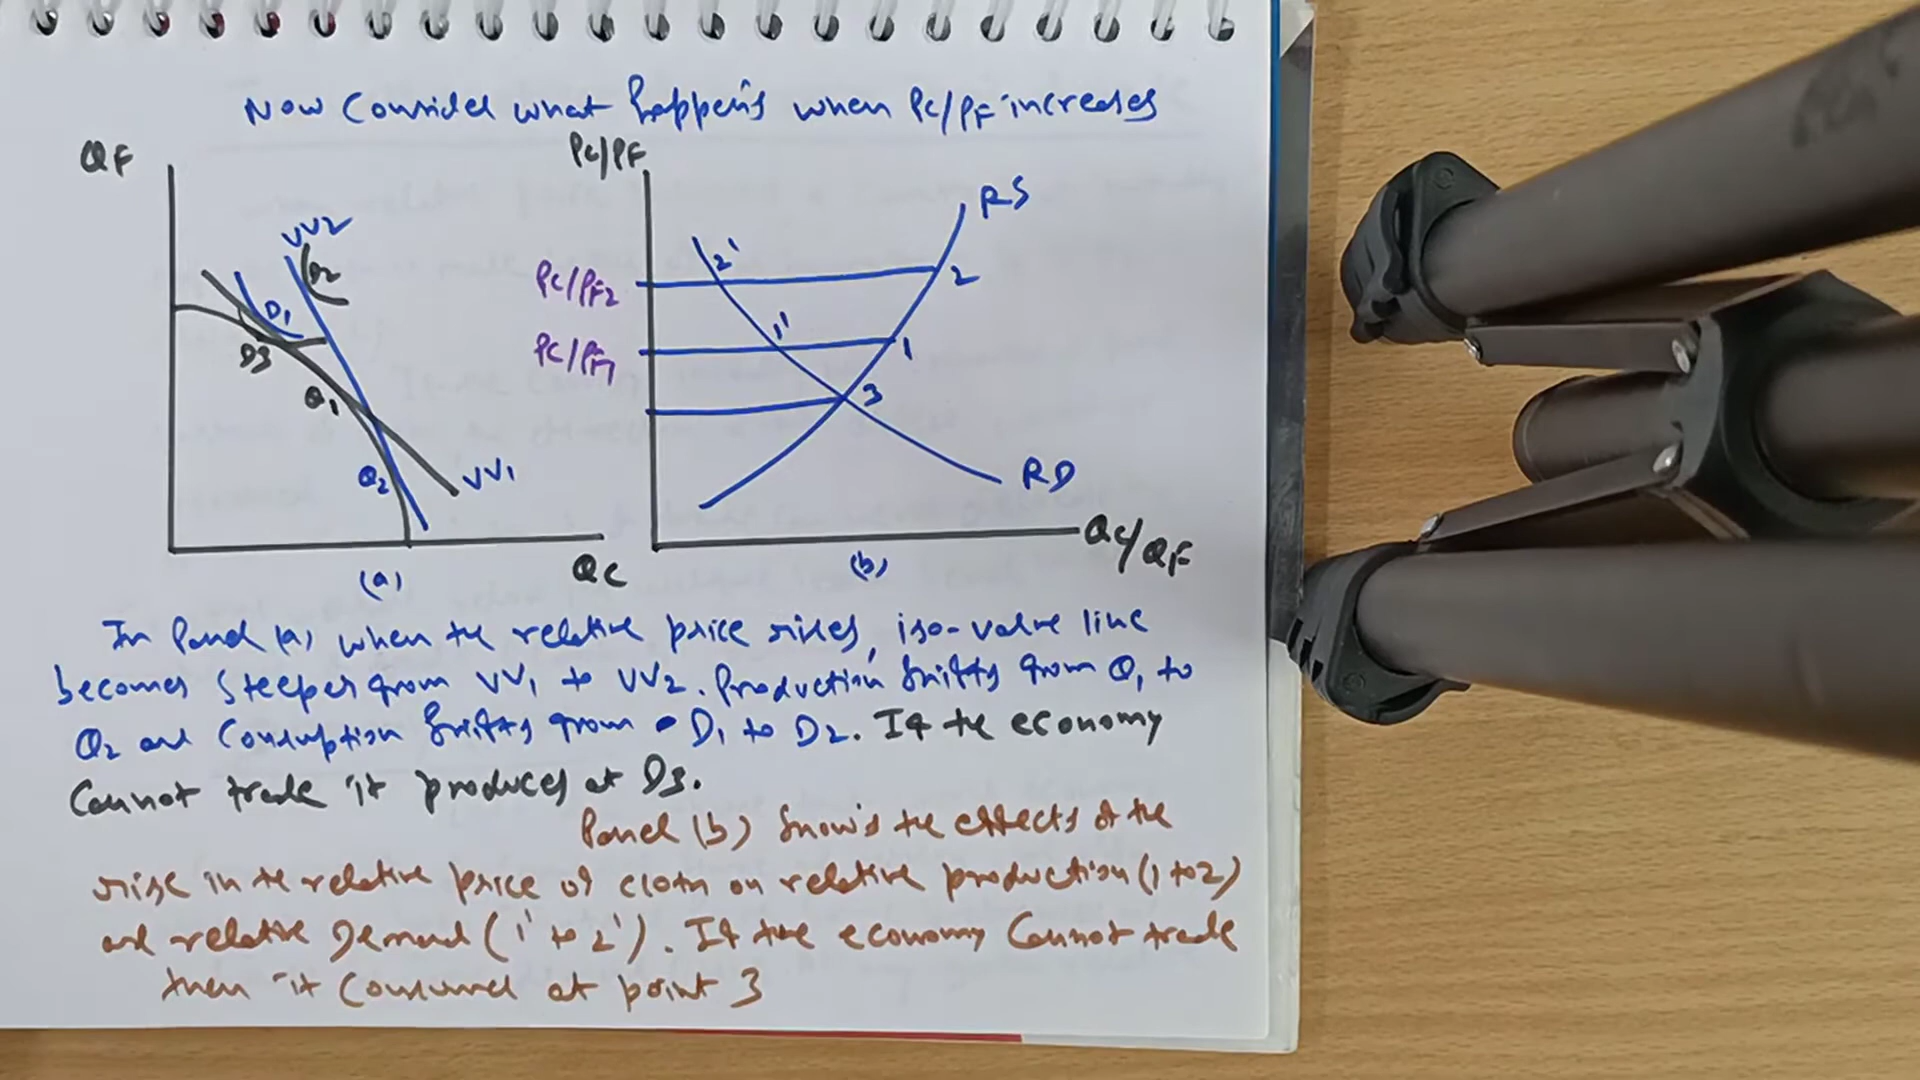 Now Consider what happens when Pc/PF increases
QF
Pc/PF
VV2
D2
D1
D3
Q1
Q2
VV1
QC
(a)
RS
2'
Pc/PF2
2
1'
Pc/PF1
1
3
RD
Qc/QF
(b)
In Panel (a) when the relative price rises, iso-value line
becomes steeper from VV1 to VV2. Production shifts from Q1 to
Q2 and Consumption shifts from D1 to D2. If the economy
Cannot trade it produces at D3.
Panel (b) shows the effects of the
rise in the relative price of cloth on relative production (1 to 2)
and relative Demand (1' to 2'). If the economy Cannot trade
then it Consumes at point 3